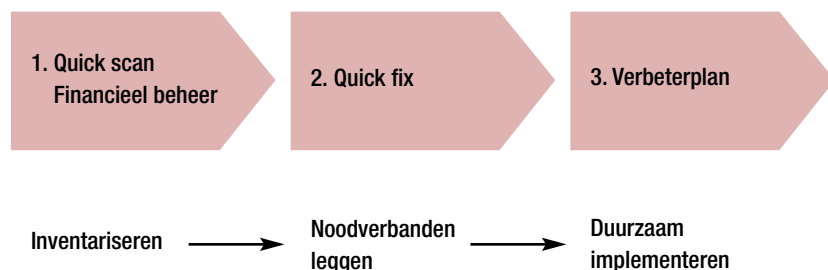 1. Quick scan
Financieel beheer
2. Quick fix
3. Verbeterplan
Inventariseren
Noodverbanden
leggen
Duurzaam
implementeren